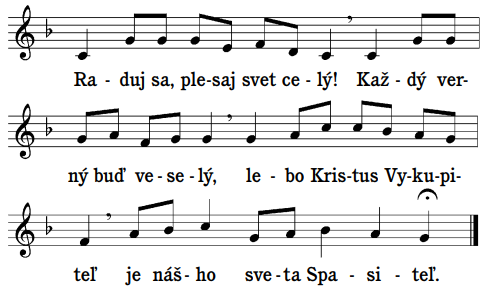 Ra - duj sa, ple - saj svet ce - lý! Kaž - dý ver-
ný buď ve - se - lý, le - bo Kris - tus Vy - ku - pi-
teľ je náš - ho sve - ta Spa - si - teľ.